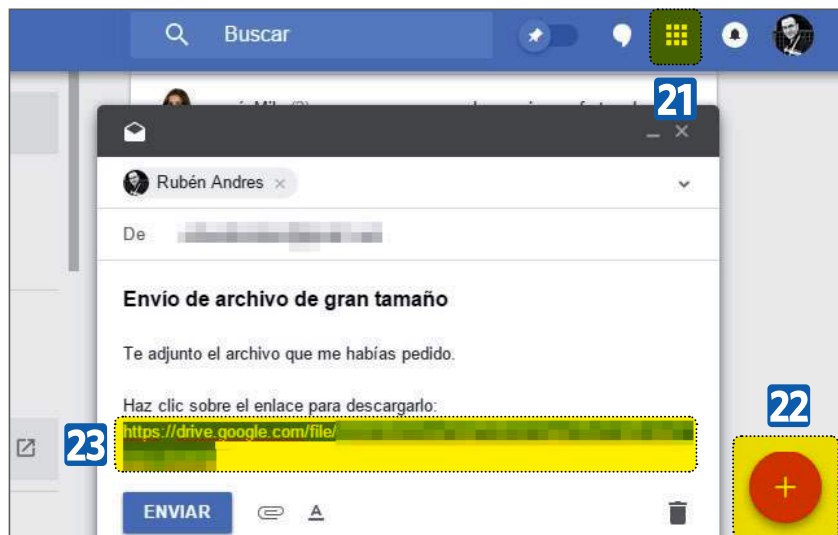 Buscar
21
Rubén Andres
De
Envío de archivo de gran tamaño
Te adjunto el archivo que me habías pedido.
Haz clic sobre el enlace para descargarlo:
22
23
https://drive.google.com/file/
ENVIAR
A